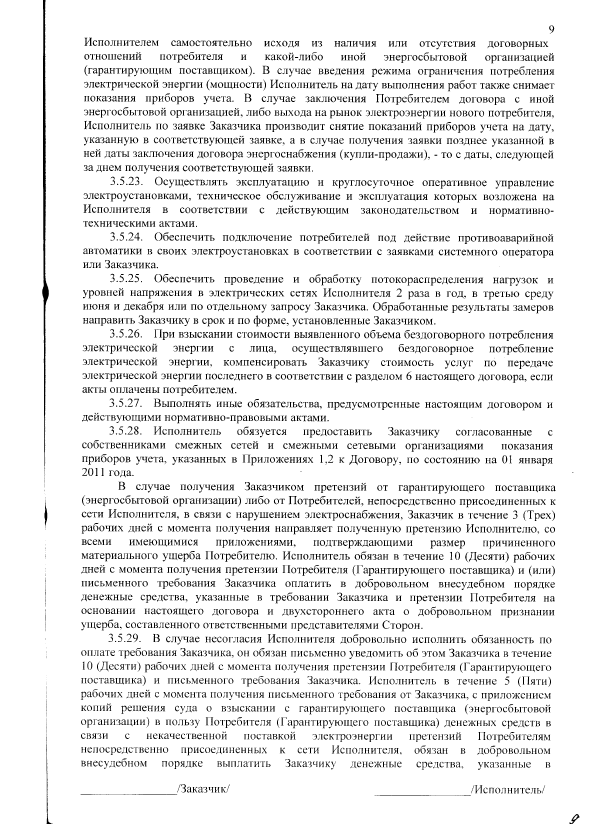 9
Исполнителем самостоятельно исходя из наличия или отсутствия договорных
отношений потребителя и какой-либо иной энергосбытовой организацией
(гарантирующим поставщиком). В случае введения режима ограничения потребления
электрической энергии (мощности) Исполнитель на дату выполнения работ также снимает
показания приборов учета. В случае заключения Потребителем договора с иной
энергосбытовой организацией, либо выхода на рынок электроэнергии нового потребителя,
Исполнитель по заявке Заказчика производит снятие показаний приборов учета на дату,
указанную в соответствующей заявке, а в случае получения заявки позднее указанной в
ней даты заключения договора энергоснабжения (купли-продажи), - то с даты, следующей
за днем получения соответствующей заявки.
3.5.23. Осуществлять эксплуатацию и круглосуточное оперативное управление
электроустановками, техническое обслуживание и эксплуатация которых возложена на
Исполнителя в соответствии с действующим законодательством и нормативно-
техническими актами.
3.5.24. Обеспечить подключение потребителей под действие противоаварийной
автоматики в своих электроустановках в соответствии с заявками системного оператора
или Заказчика.
3.5.25. Обеспечить проведение и обработку потокораспределения нагрузок и
уровней напряжения в электрических сетях Исполнителя 2 раза в год, в третью среду
июня и декабря или по отдельному запросу Заказчика. Обработанные результаты замеров
направить Заказчику в срок и по форме, установленные Заказчиком.
3.5.26. При взыскании стоимости выявленного объема бездоговорного потребления
электрической энергии с лица, осуществлявшего бездоговорное потребление
электрической энергии, компенсировать Заказчику стоимость услуг по передаче
электрической энергии последнего в соответствии с разделом 6 настоящего договора, если
акты оплачены потребителем.
3.5.27. Выполнять иные обязательства, предусмотренные настоящим договором и
действующими нормативно-правовыми актами.
3.5.28. Исполнитель обязуется предоставить Заказчику согласованные с
собственниками смежных сетей и смежными сетевыми организациями показания
приборов учета, указанных в Приложениях 1,2 к Договору, по состоянию на 01 января
2011 года.
В случае получения Заказчиком претензий от гарантирующего поставщика
(энергосбытовой организации) либо от Потребителей, непосредственно присоединенных к
сети Исполнителя, в связи с нарушением электроснабжения, Заказчик в течение 3 (Трех)
рабочих дней с момента получения направляет полученную претензию Исполнителю, со
всеми имеющимися приложениями, подтверждающими размер причиненного
материального ущерба Потребителю. Исполнитель обязан в течение 10 (Десяти) рабочих
дней с момента получения претензии Потребителя (Гарантирующего поставщика) и (или)
письменного требования Заказчика оплатить в добровольном внесудебном порядке
денежные средства, указанные в требовании Заказчика и претензии Потребителя на
основании настоящего договора и двухстороннего акта о добровольном признании
ущерба, составленного ответственными представителями Сторон.
3.5.29. В случае несогласия Исполнителя добровольно исполнить обязанность по
оплате требования Заказчика, он обязан письменно уведомить об этом Заказчика в течение
10 (Десяти) рабочих дней с момента получения претензии Потребителя (Гарантирующего
поставщика) и письменного требования Заказчика. Исполнитель в течение 5 (Пяти)
рабочих дней с момента получения письменного требования от Заказчика, с приложением
копий решения суда о взыскании с гарантирующего поставщика (энергосбытовой
организации) в пользу Потребителя (Гарантирующего поставщика) денежных средств в
связи с некачественной поставкой электроэнергии претензий Потребителям
непосредственно присоединенных к сети Исполнителя, обязан в добровольном
внесудебном порядке выплатить Заказчику денежные средства, указанные в
________________/Заказчик/ ________________/Исполнитель/
9